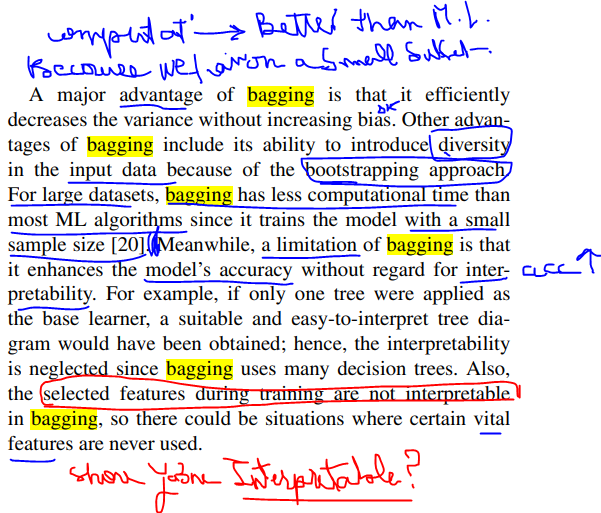 computat → Better than M.L.
Because we train on a Small Subset
A major advantage of bagging is that it efficiently
decreases the variance without increasing bias. Other advan-
tages of bagging include its ability to introduce diversity
in the input data because of the bootstrapping approach.
For large datasets, bagging has less computational time than
most ML algorithms since it trains the model with a small
sample size [20]. Meanwhile, a limitation of bagging is that
it enhances the model's accuracy without regard for inter-
acc ↑
pretability. For example, if only one tree were applied as
the base learner, a suitable and easy-to-interpret tree dia-
gram would have been obtained; hence, the interpretability
is neglected since bagging uses many decision trees. Also,
the selected features during training are not interpretable
in bagging, so there could be situations where certain vital
features are never used.
Interpretable?